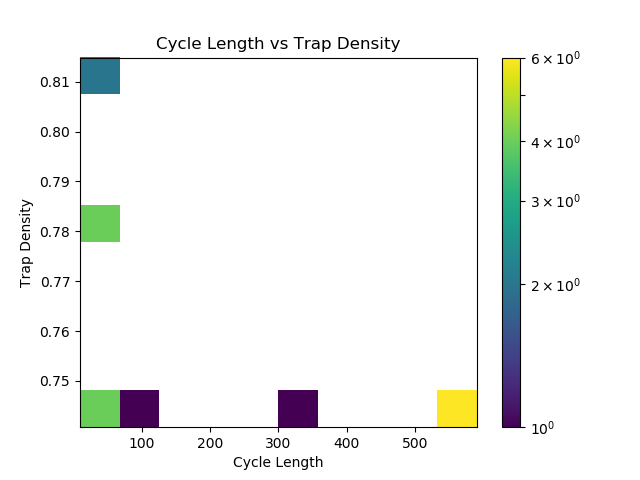 Cycle Length vs Trap Density
Trap Density
0.81
0.80
0.79
0.78
0.77
0.76
0.75
100 200 300 400 500
Cycle Length
6 × 10⁰
4 × 10⁰
3 × 10⁰
2 × 10⁰
10⁰